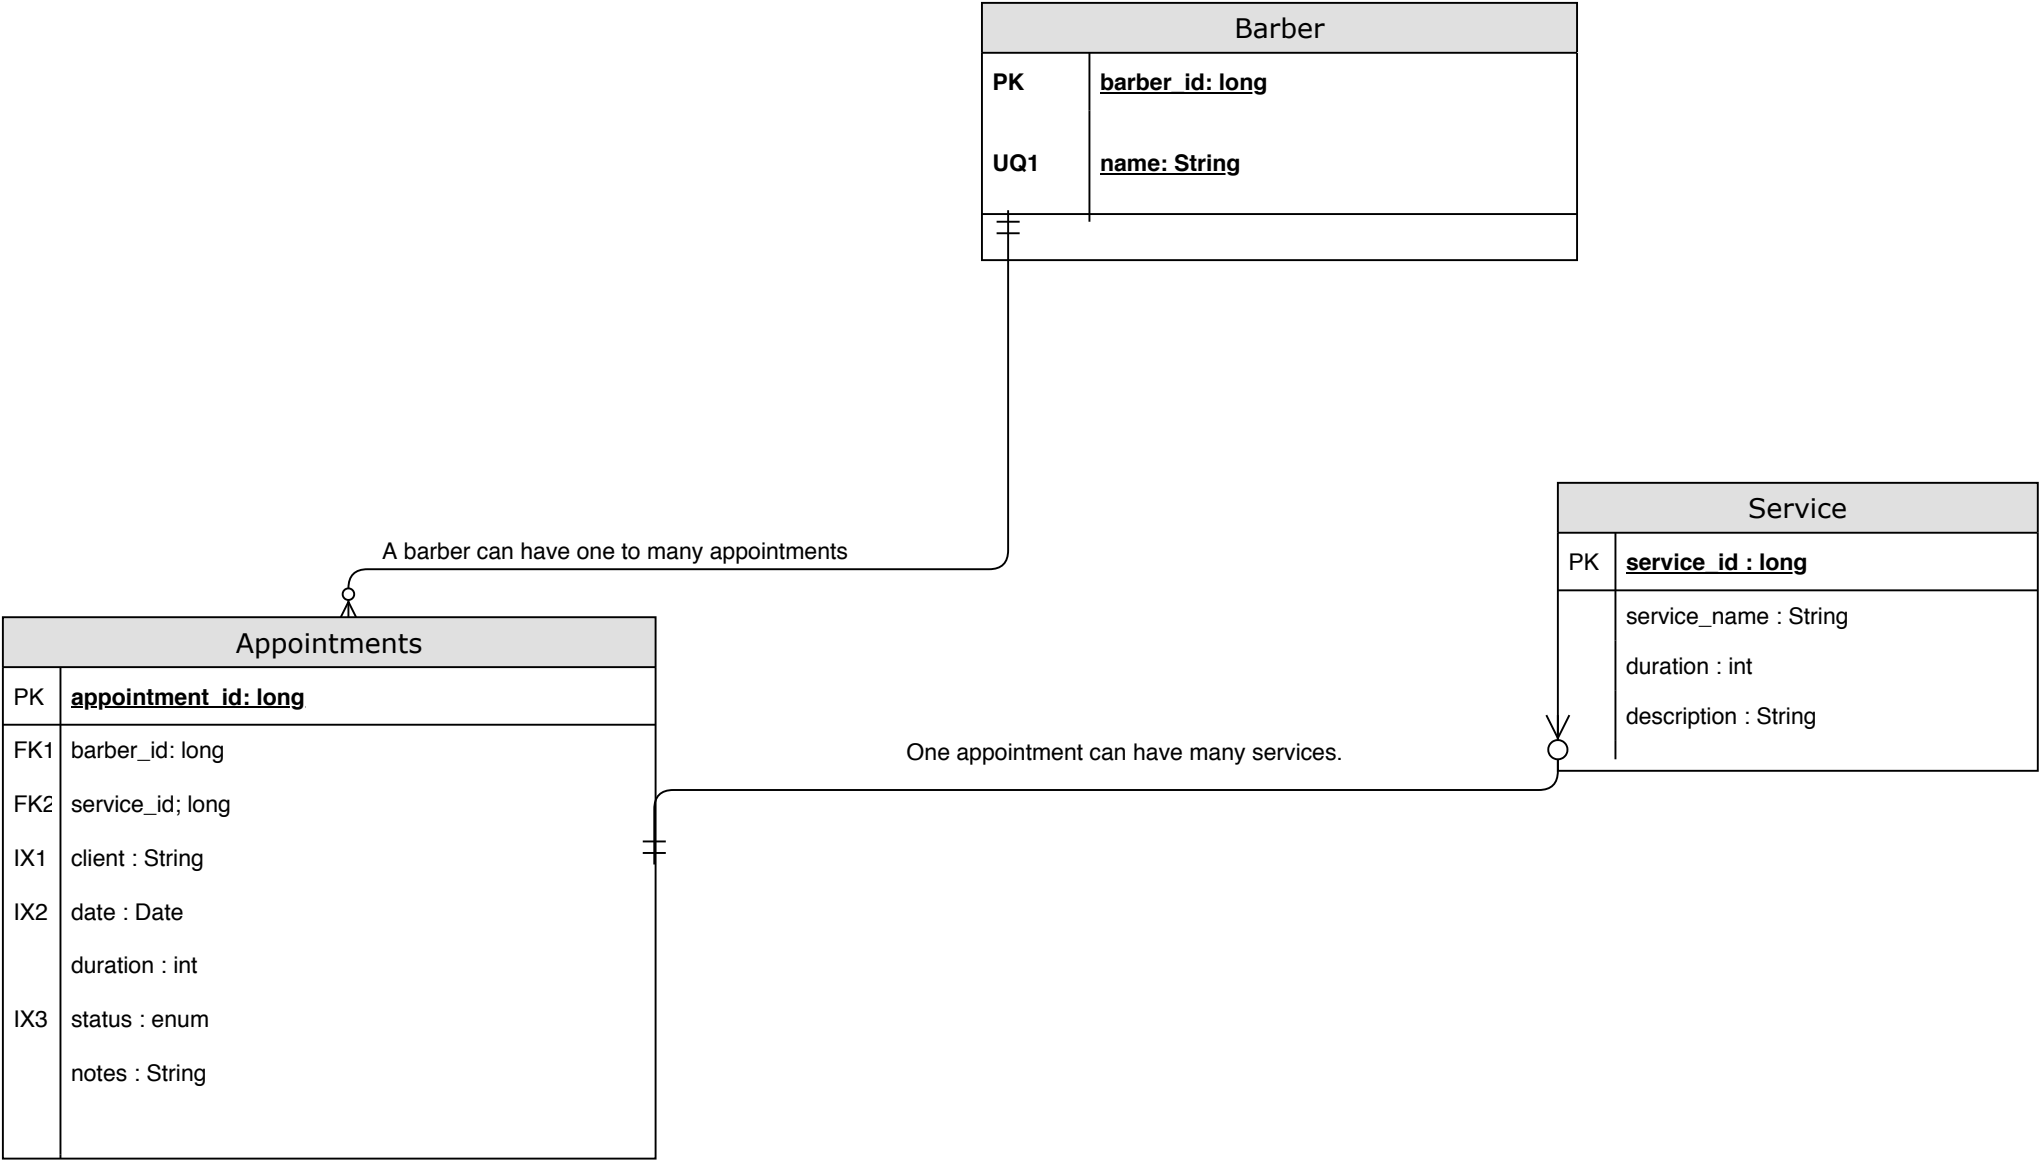 Barber
PK barber_id: long
UQ1 name: String
A barber can have one to many appointments
Service
PK service_id : long
service_name : String
duration : int
description : String
One appointment can have many services.
Appointments
PK appointment_id: long
FK1 barber_id: long
FK2 service_id; long
IX1 client : String
IX2 date : Date
duration : int
IX3 status : enum
notes : String